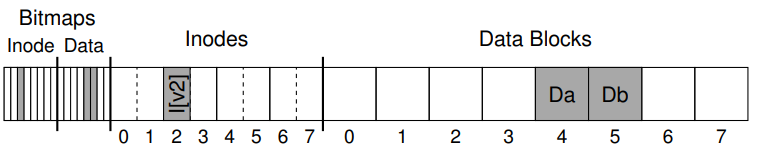 Bitmaps
Inode Data
Inodes
Data Blocks
I[v2]
Da Db
0 1 2 3 4 5 6 7
0 1 2 3 4 5 6 7